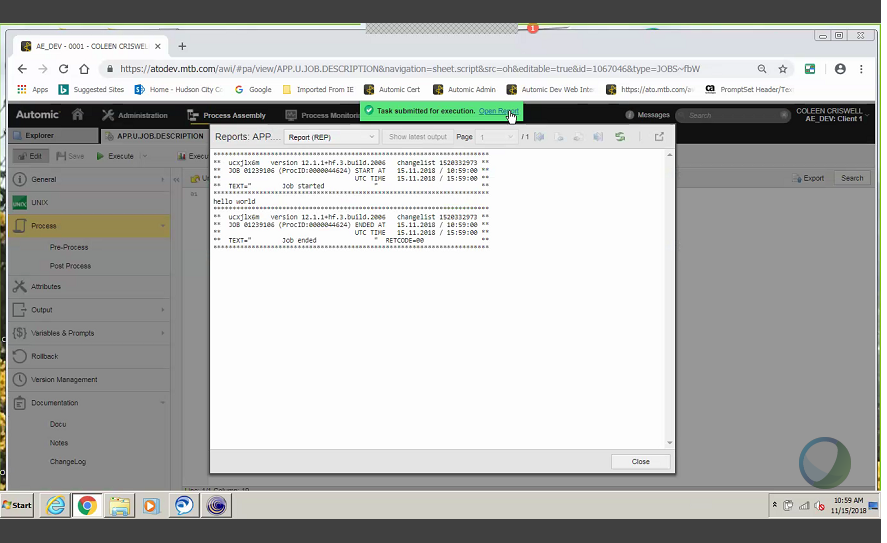 AE_DEV - 0001 - COLEEN CRISWELL
1
https://atodev.mtb.com/awi/#pa/view/APP.U.JOB.DESCRIPTION&navigation=sheet.script&src=oh&editable=true&id=1067046&type=JOBS~fbW
Apps Suggested Sites Home - Hudson City C Imported From IE Google Automic Cert Automic Admin Automic Dev Web Inte https://ato.mtb.com/a PromptSet Header/Tex
Task submitted for execution. Open Report
Automic Administration Process Assembly Process Monitorin Messages Search COLEEN CRISWELL
AE_DEV: Client 1
Explorer APP.U.JOB.DESCRIPTION
Reports: APP.... Report (REP) Show latest output Page 1 / 1
Edit Save Execute Execu
General
Un
Export Search
UNIX
01
Process
Pre-Process
Post Process
Attributes
Output
Variables & Prompts
Rollback
Version Management
Documentation
Docu
Notes
ChangeLog
********************************************************************
** ucxjlx6m version 12.1.1+hf.3.build.2006 changelist 1520332973 **
** JOB 01239106 (ProcID:0000044624) START AT 15.11.2018 / 10:59:00 **
** UTC TIME 15.11.2018 / 15:59:00 **
** TEXT=" Job started " **
********************************************************************
hello world
********************************************************************
** ucxjlx6m version 12.1.1+hf.3.build.2006 changelist 1520332973 **
** JOB 01239106 (ProcID:0000044624) ENDED AT 15.11.2018 / 10:59:00 **
** UTC TIME 15.11.2018 / 15:59:00 **
** TEXT=" Job ended " RETCODE=00 **
********************************************************************
Close
Start
10:59 AM
11/15/2018